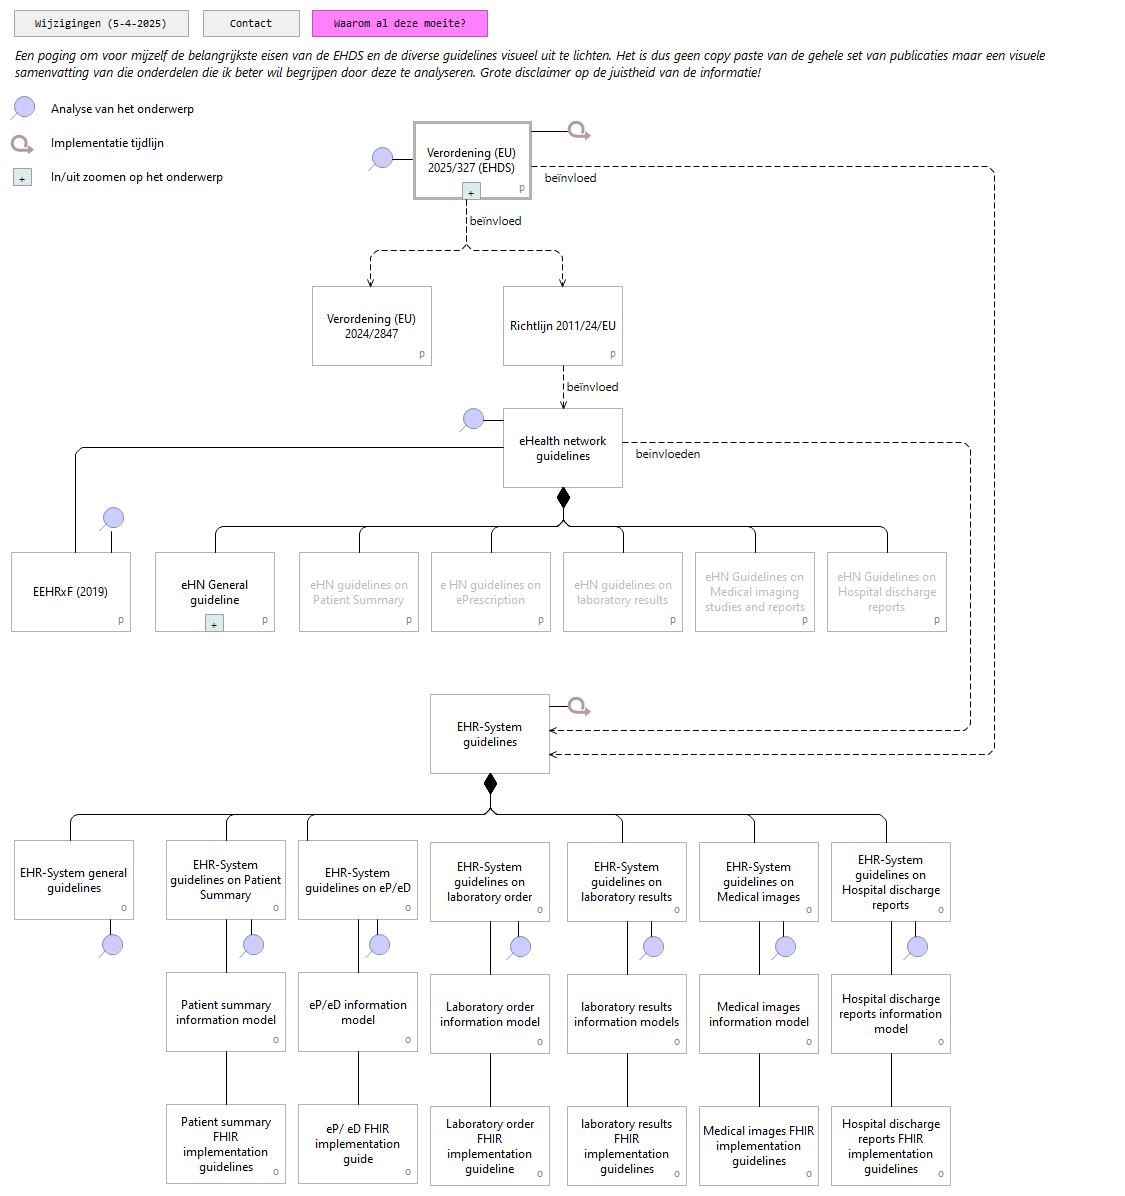 Wijzigingen (5-4-2025)
Contact
Waarom al deze moeite?
Een poging om voor mijzelf de belangrijkste eisen van de EHDS en de diverse guidelines visueel uit te lichten. Het is dus geen copy paste van de gehele set van publicaties maar een visuele
samenvatting van die onderdelen die ik beter wil begrijpen door deze te analyseren. Grote disclaimer op de juistheid van de informatie!
Analyse van het onderwerp
Implementatie tijdlijn
+
In/uit zoomen op het onderwerp
Verordening (EU)
2025/327 (EHDS)
p
+
beïnvloed
beïnvloed
Verordening (EU)
2024/2847
p
Richtlijn 2011/24/EU
p
beïnvloed
eHealth network
guidelines
beinvloeden
EEHRxF (2019)
p
eHN General
guideline
p
+
eHN guidelines on
Patient Summary
p
e HN guidelines on
ePrescription
p
eHN guidelines on
laboratory results
p
eHN Guidelines on
Medical imaging
studies and reports
p
eHN Guidelines on
Hospital discharge
reports
p
EHR-System
guidelines
EHR-System general
guidelines
o
EHR-System
guidelines on Patient
Summary
o
EHR-System
guidelines on eP/eD
o
EHR-System
guidelines on
laboratory order
o
EHR-System
guidelines on
laboratory results
o
EHR-System
guidelines on
Medical images
o
EHR-System
guidelines on
Hospital discharge
reports
o
Patient summary
information model
o
eP/eD information
model
o
Laboratory order
information model
o
laboratory results
information models
o
Medical images
information model
o
Hospital discharge
reports information
model
o
Patient summary
FHIR
implementation
guidelines
o
eP/ eD FHIR
implementation
guide
o
Laboratory order
FHIR
implementation
guideline
o
laboratory results
FHIR
implementation
guidelines
o
Medical images FHIR
implementation
guidelines
o
Hospital discharge
reports FHIR
implementation
guidelines
o